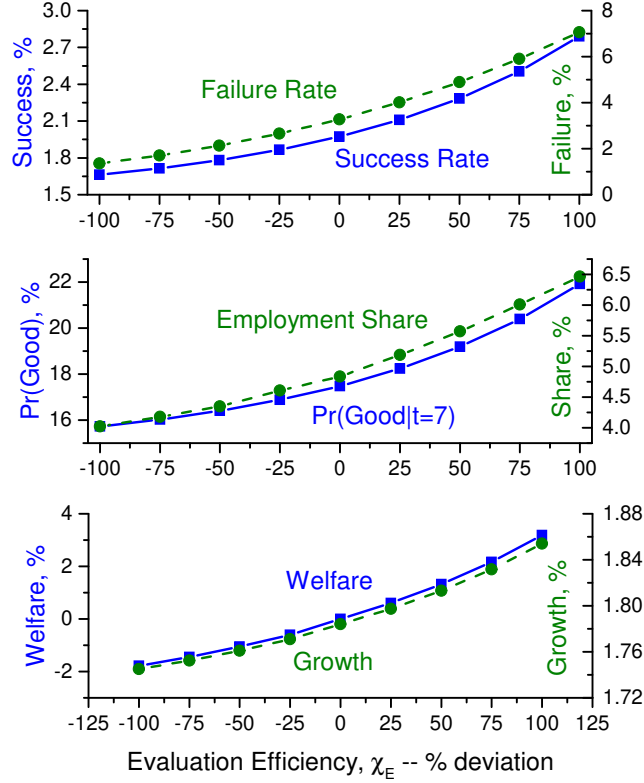 3.0
2.7
2.4
2.1
1.8
1.5
Success, %
8
6
4
2
0
Failure, %
Failure Rate
Success Rate
-100 -75 -50 -25 0 25 50 75 100
22
20
18
16
Pr(Good), %
6.5
6.0
5.5
5.0
4.5
4.0
Share, %
Employment Share
Pr(Good|t=7)
-100 -75 -50 -25 0 25 50 75 100
4
2
0
-2
Welfare, %
1.88
1.84
1.80
1.76
1.72
Growth, %
Welfare
Growth
-125 -100 -75 -50 -25 0 25 50 75 100 125
Evaluation Efficiency, χ_E -- % deviation